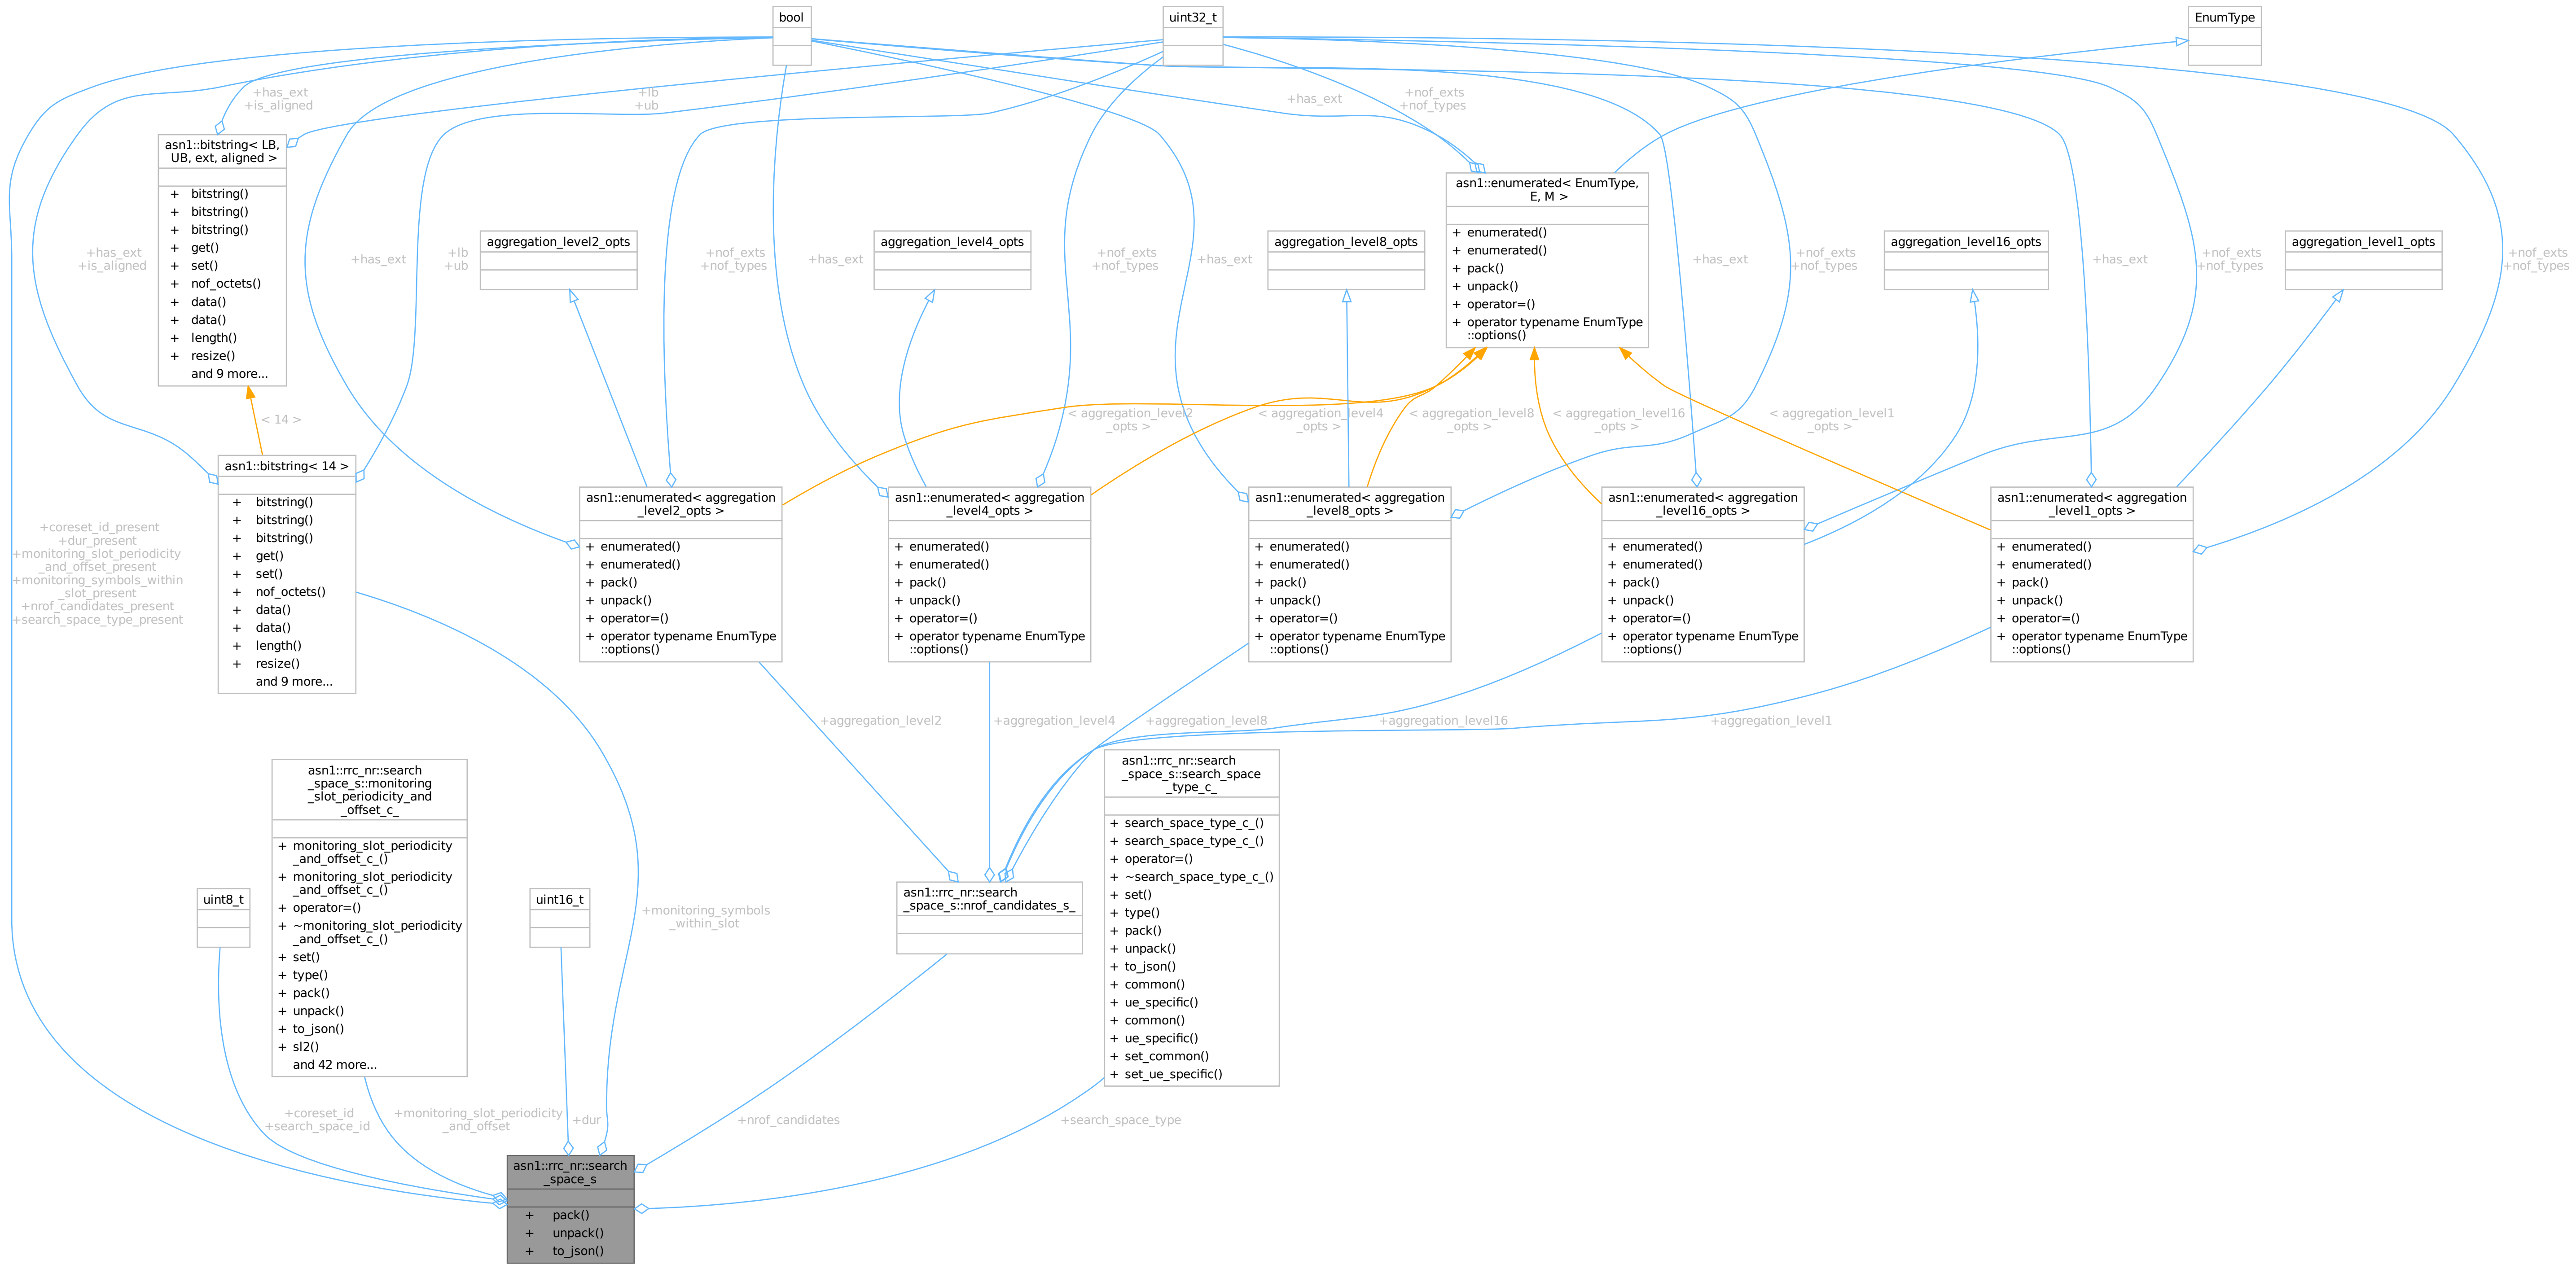 bool
uint32_t
EnumType
+has_ext
+is_aligned
+lb
+ub
+has_ext
+nof_exts
+nof_types
asn1::bitstring< LB,
UB, ext, aligned >
+ bitstring()
+ bitstring()
+ bitstring()
+ get()
+ set()
+ nof_octets()
+ data()
+ data()
+ length()
+ resize()
and 9 more...
asn1::enumerated< EnumType,
E, M >
+ enumerated()
+ enumerated()
+ pack()
+ unpack()
+ operator=()
+ operator typename EnumType
::options()
aggregation_level2_opts
aggregation_level4_opts
aggregation_level8_opts
aggregation_level16_opts
aggregation_level1_opts
+has_ext
+is_aligned
+has_ext
+lb
+ub
+nof_exts
+nof_types
+has_ext
+nof_exts
+nof_types
+has_ext
+has_ext
+nof_exts
+nof_types
+has_ext
+nof_exts
+nof_types
+nof_exts
+nof_types
< 14 >
< aggregation_level2
_opts >
< aggregation_level4
_opts >
< aggregation_level8
_opts >
< aggregation_level16
_opts >
< aggregation_level1
_opts >
asn1::bitstring< 14 >
+ bitstring()
+ bitstring()
+ bitstring()
+ get()
+ set()
+ nof_octets()
+ data()
+ data()
+ length()
+ resize()
and 9 more...
asn1::enumerated< aggregation
_level2_opts >
+ enumerated()
+ enumerated()
+ pack()
+ unpack()
+ operator=()
+ operator typename EnumType
::options()
asn1::enumerated< aggregation
_level4_opts >
+ enumerated()
+ enumerated()
+ pack()
+ unpack()
+ operator=()
+ operator typename EnumType
::options()
asn1::enumerated< aggregation
_level8_opts >
+ enumerated()
+ enumerated()
+ pack()
+ unpack()
+ operator=()
+ operator typename EnumType
::options()
asn1::enumerated< aggregation
_level16_opts >
+ enumerated()
+ enumerated()
+ pack()
+ unpack()
+ operator=()
+ operator typename EnumType
::options()
asn1::enumerated< aggregation
_level1_opts >
+ enumerated()
+ enumerated()
+ pack()
+ unpack()
+ operator=()
+ operator typename EnumType
::options()
+coreset_id_present
+dur_present
+monitoring_slot_periodicity
_and_offset_present
+monitoring_symbols_within
_slot_present
+nrof_candidates_present
+search_space_type_present
+aggregation_level2
+aggregation_level4
+aggregation_level8
+aggregation_level16
+aggregation_level1
asn1::rrc_nr::search
_space_s::monitoring
_slot_periodicity_and
_offset_c_
+ monitoring_slot_periodicity
_and_offset_c_()
+ monitoring_slot_periodicity
_and_offset_c_()
+ operator=()
+ ~monitoring_slot_periodicity
_and_offset_c_()
+ set()
+ type()
+ pack()
+ unpack()
+ to_json()
+ sl2()
and 42 more...
asn1::rrc_nr::search
_space_s::search_space
_type_c_
+ search_space_type_c_()
+ search_space_type_c_()
+ operator=()
+ ~search_space_type_c_()
+ set()
+ type()
+ pack()
+ unpack()
+ to_json()
+ common()
+ ue_specific()
+ common()
+ ue_specific()
+ set_common()
+ set_ue_specific()
uint8_t
uint16_t
+monitoring_symbols
_within_slot
asn1::rrc_nr::search
_space_s::nrof_candidates_s_
+coreset_id
+search_space_id
+monitoring_slot_periodicity
_and_offset
+dur
+nrof_candidates
+search_space_type
asn1::rrc_nr::search
_space_s
+ pack()
+ unpack()
+ to_json()